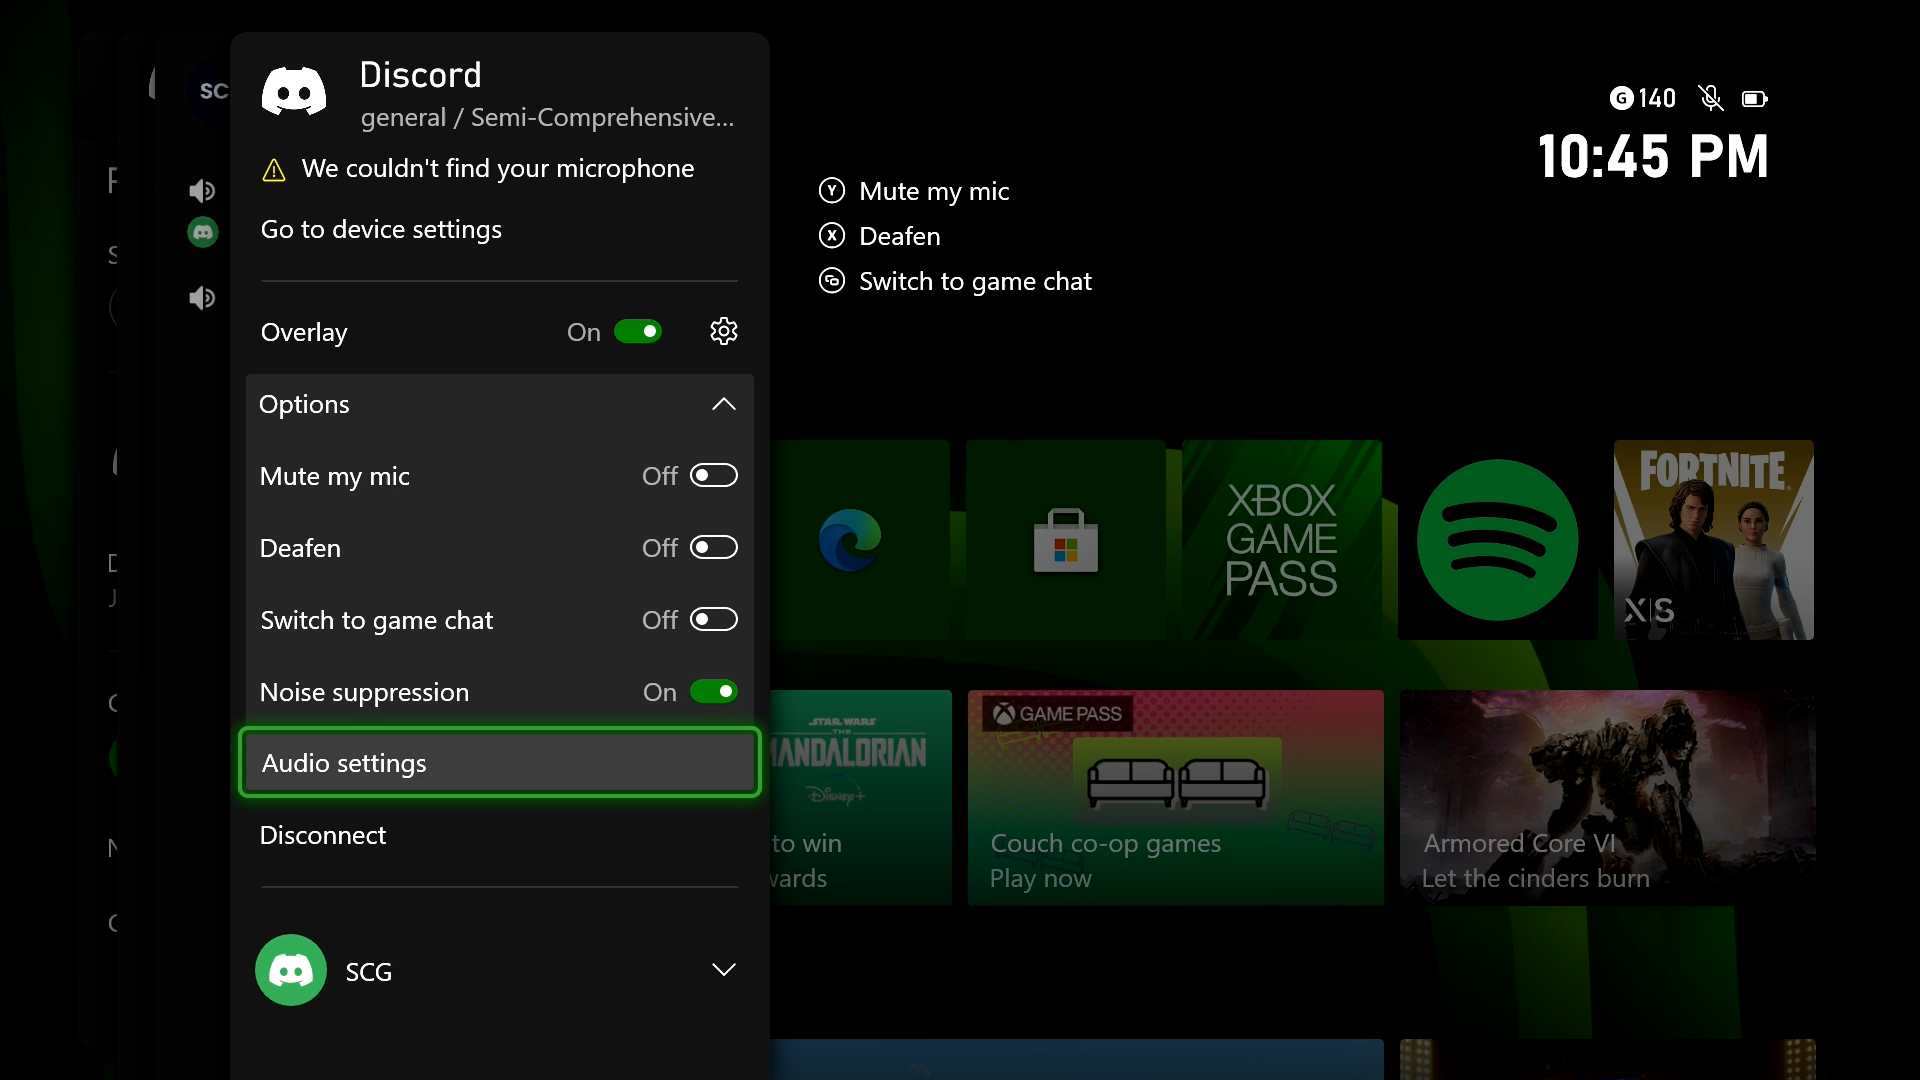 SC
Discord
general / Semi-Comprehensive...
We couldn't find your microphone
Go to device settings
Overlay
On
Options
Mute my mic
Off
Deafen
Off
Switch to game chat
Off
Noise suppression
On
Audio settings
Disconnect
SCG
G 140
10:45 PM
Y Mute my mic
X Deafen
Switch to game chat
XBOX
GAME
PASS
FORTNITE
X|S
STAR WARS
THE
MANDALORIAN
Disney+
to win
wards
GAME PASS
Couch co-op games
Play now
Armored Core VI
Let the cinders burn